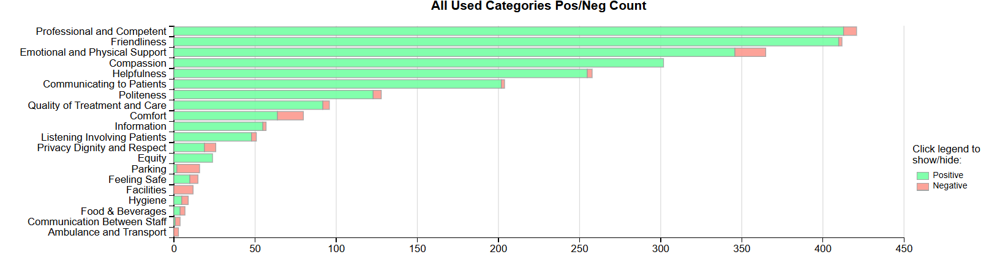 All Used Categories Pos/Neg Count
Professional and Competent
Friendliness
Emotional and Physical Support
Compassion
Helpfulness
Communicating to Patients
Politeness
Quality of Treatment and Care
Comfort
Information
Listening Involving Patients
Privacy Dignity and Respect
Equity
Parking
Feeling Safe
Facilities
Hygiene
Food & Beverages
Communication Between Staff
Ambulance and Transport
0 50 100 150 200 250 300 350 400 450
Click legend to
show/hide:
Positive
Negative